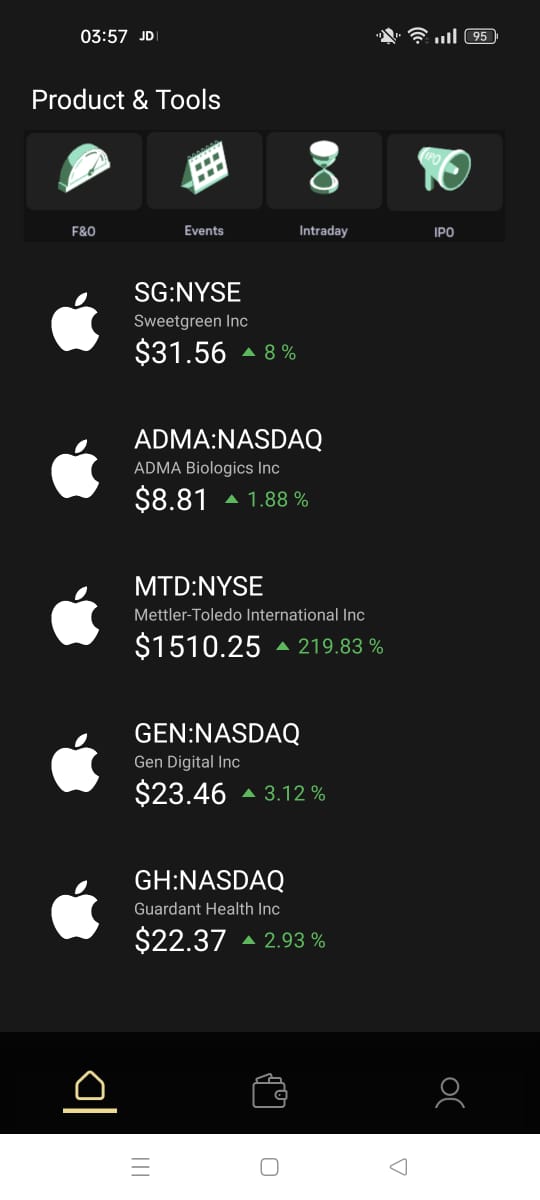 03:57 JD
95
Product & Tools
IPO
F&O
Events
Intraday
IPO
SG:NYSE
Sweetgreen Inc
$31.56 ▲ 8 %
ADMA:NASDAQ
ADMA Biologics Inc
$8.81 ▲ 1.88 %
MTD:NYSE
Mettler-Toledo International Inc
$1510.25 ▲ 219.83 %
GEN:NASDAQ
Gen Digital Inc
$23.46 ▲ 3.12 %
GH:NASDAQ
Guardant Health Inc
$22.37 ▲ 2.93 %